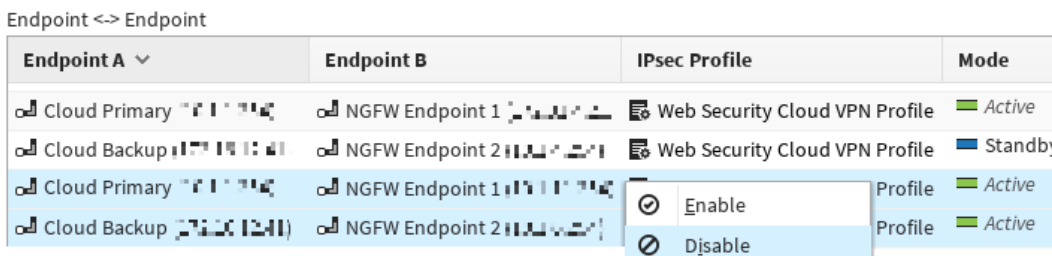 Endpoint <-> Endpoint
Endpoint A Endpoint B IPsec Profile Mode
Cloud Primary NGFW Endpoint 1 Web Security Cloud VPN Profile Active
Cloud Backup NGFW Endpoint 2 Web Security Cloud VPN Profile Standby
Cloud Primary NGFW Endpoint 1 Profile Active
Enable
Cloud Backup NGFW Endpoint 2 Profile Active
Disable